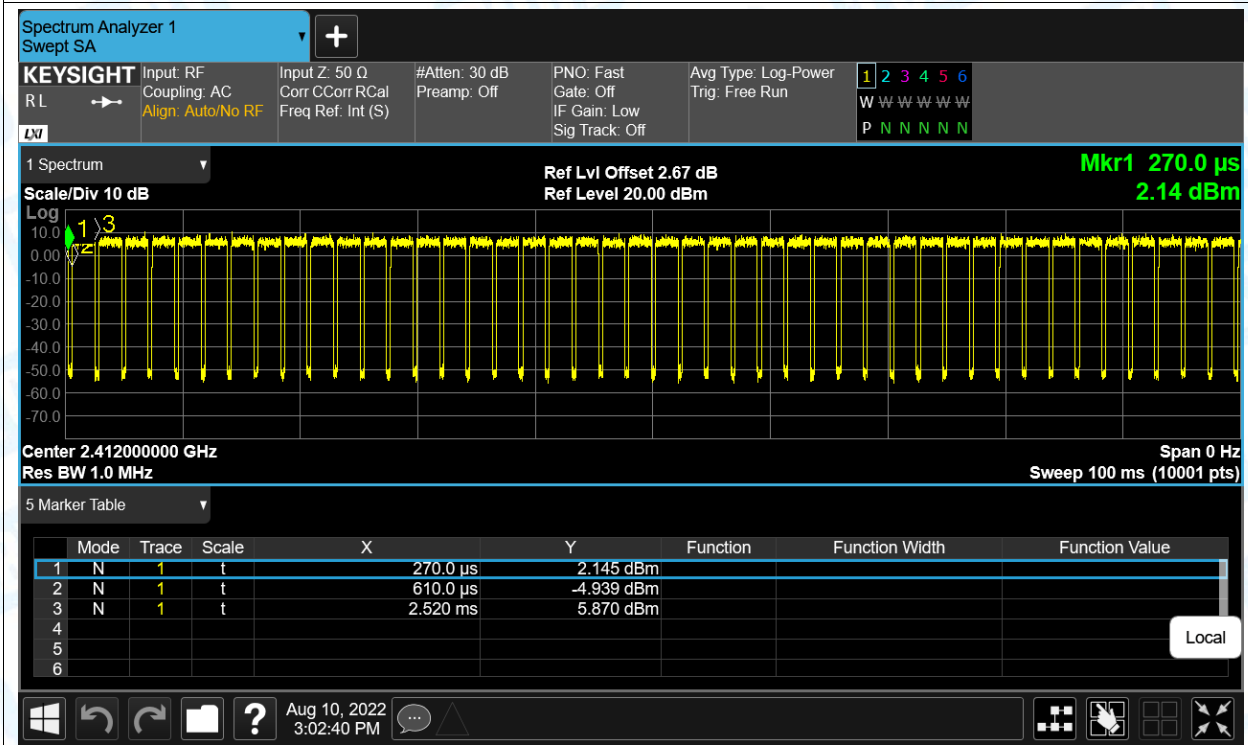 Spectrum Analyzer 1
Swept SA
KEYSIGHT
R L
LXI
Input: RF
Coupling: AC
Align: Auto/No RF
Input Z: 50 Ω
Corr CCorr RCal
Freq Ref: Int (S)
#Atten: 30 dB
Preamp: Off
PNO: Fast
Gate: Off
IF Gain: Low
Sig Track: Off
Avg Type: Log-Power
Trig: Free Run
1 2 3 4 5 6
W W W W W W
P N N N N N
1 Spectrum
Scale/Div 10 dB
Ref Lvl Offset 2.67 dB
Ref Level 20.00 dBm
Mkr1 270.0 µs
2.14 dBm
Log
10.0
0.00
-10.0
-20.0
-30.0
-40.0
-50.0
-60.0
-70.0
1
2
3
Center 2.412000000 GHz
Res BW 1.0 MHz
Span 0 Hz
Sweep 100 ms (10001 pts)
5 Marker Table
Mode Trace Scale X Y Function Function Width Function Value
1 N 1 t 270.0 µs 2.145 dBm
2 N 1 t 610.0 µs -4.939 dBm
3 N 1 t 2.520 ms 5.870 dBm
4
5
6
Local
?
Aug 10, 2022
3:02:40 PM